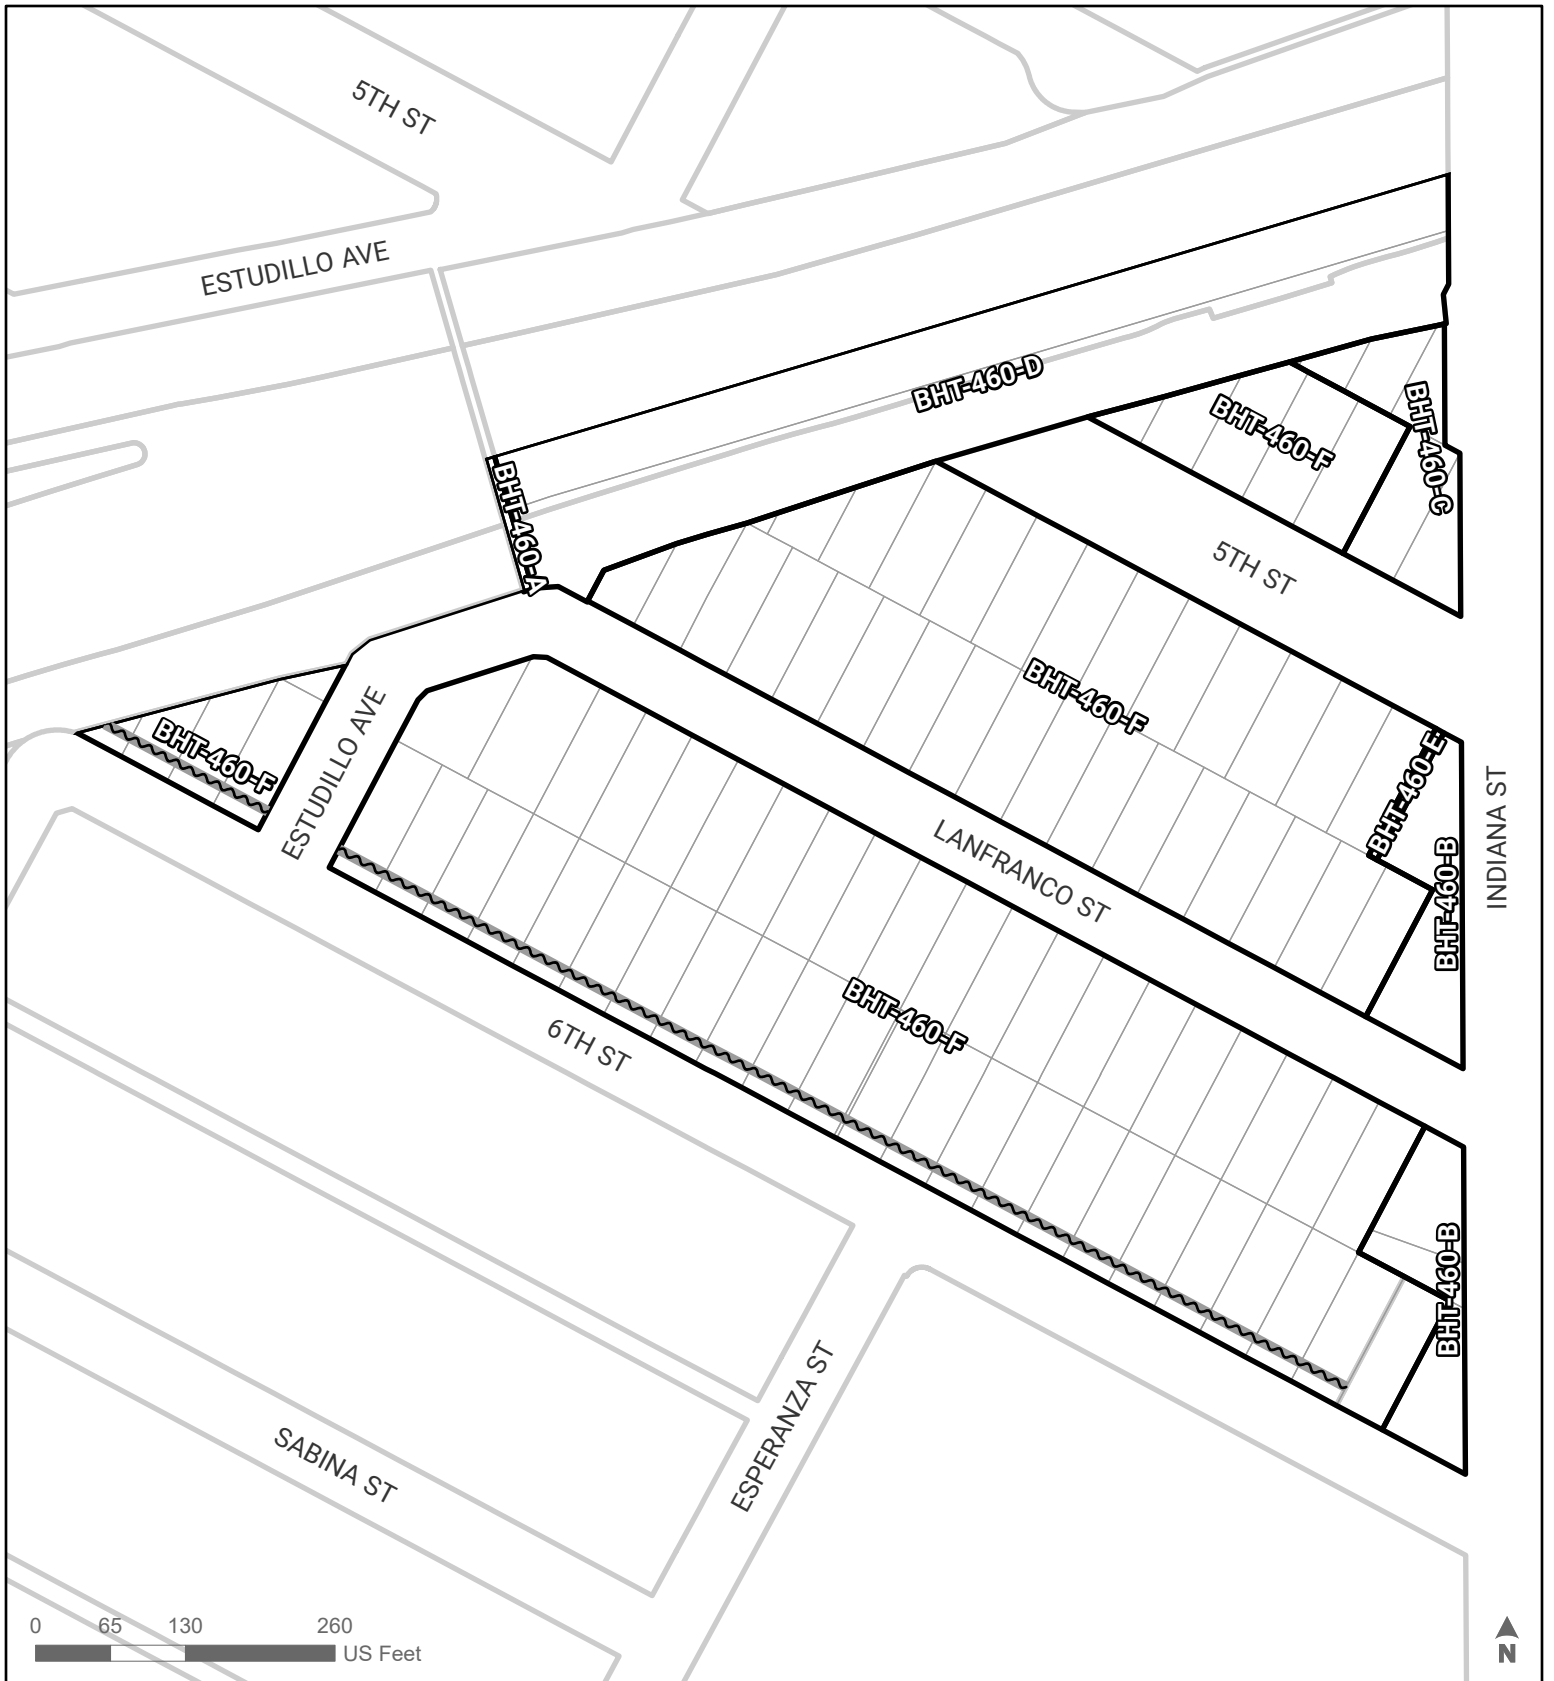 5TH ST
ESTUDILLO AVE
BHT-460-D
BHT-460-F
BHT-460-C
BHT-460-A
5TH ST
BHT-460-F
BHT-460-F
ESTUDILLO AVE
BHT-460-E
INDIANA ST
LANFRANCO ST
BHT-460-B
BHT-460-F
6TH ST
BHT-460-B
ESPERANZA ST
SABINA ST
0 65 130 260
US Feet
N